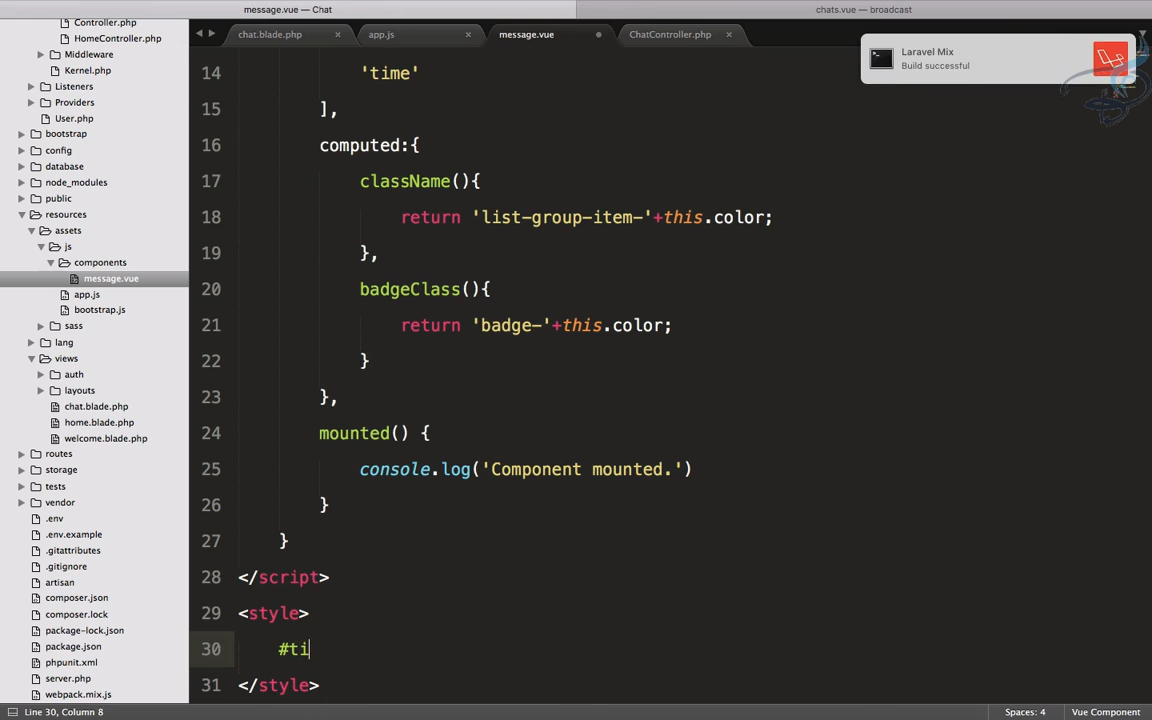 message.vue — Chat
chats.vue — broadcast
chat.blade.php
app.js
message.vue
ChatController.php
Laravel Mix
Build successful
Controller.php
HomeController.php
Middleware
Kernel.php
Listeners
Providers
User.php
bootstrap
config
database
node_modules
public
resources
assets
js
components
message.vue
app.js
bootstrap.js
sass
lang
views
auth
layouts
chat.blade.php
home.blade.php
welcome.blade.php
routes
storage
tests
vendor
.env
.env.example
.gitattributes
.gitignore
artisan
composer.json
composer.lock
package-lock.json
package.json
phpunit.xml
server.php
webpack.mix.js
14 'time'
15 ],
16 computed:{
17 className(){
18 return 'list-group-item-'+this.color;
19 },
20 badgeClass(){
21 return 'badge-'+this.color;
22 }
23 },
24 mounted() {
25 console.log('Component mounted.')
26 }
27 }
28 </script>
29 <style>
30 #ti
31 </style>
Line 30, Column 8
Spaces: 4
Vue Component